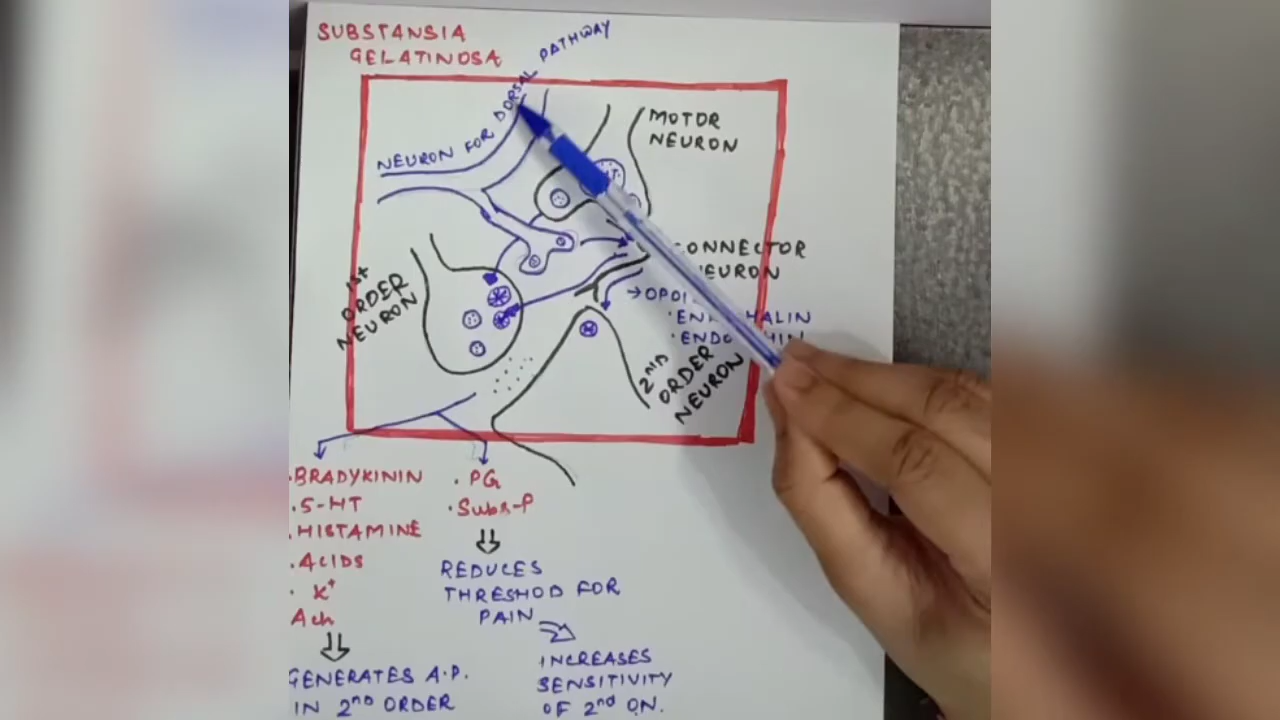 SUBSTANSIA
GELATINOSA
NEURON FOR DORSAL PATHWAY
MOTOR
NEURON
1st
ORDER
NEURON
CONNECTOR
NEURON
2ND
ORDER
NEURON
.BRADYKININ
.5-HT
.HISTAMINE
.ACIDS
. K+
Ach
GENERATES A.P.
IN 2nd ORDER
. PG
.Subs-P
REDUCES
THRESHOD FOR
PAIN
INCREASES
SENSITIVITY
OF 2nd O.N.